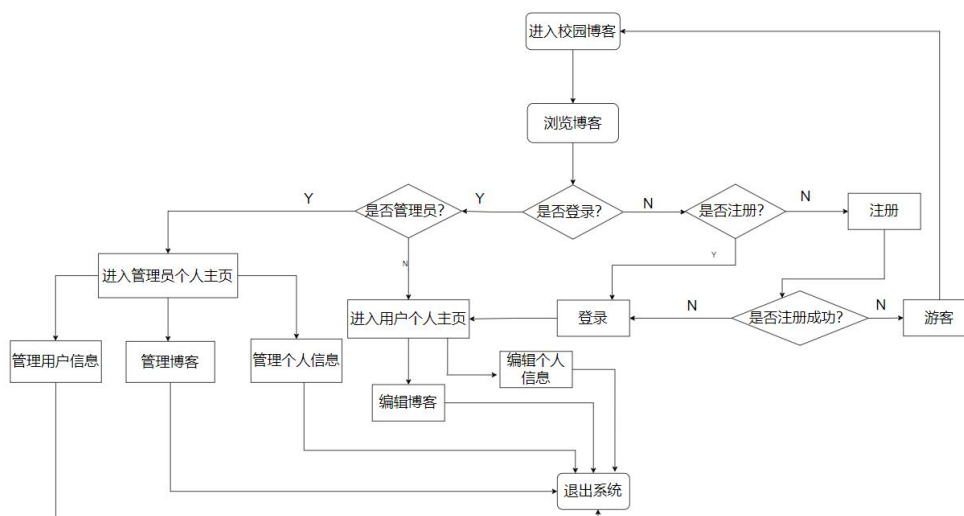 进入校园博客
浏览博客
Y
是否管理员？
Y
是否登录？
N
是否注册？
N
注册
进入管理员个人主页
N
Y
进入用户个人主页
登录
N
是否注册成功？
N
游客
管理用户信息
管理博客
管理个人信息
编辑个人
信息
编辑博客
退出系统